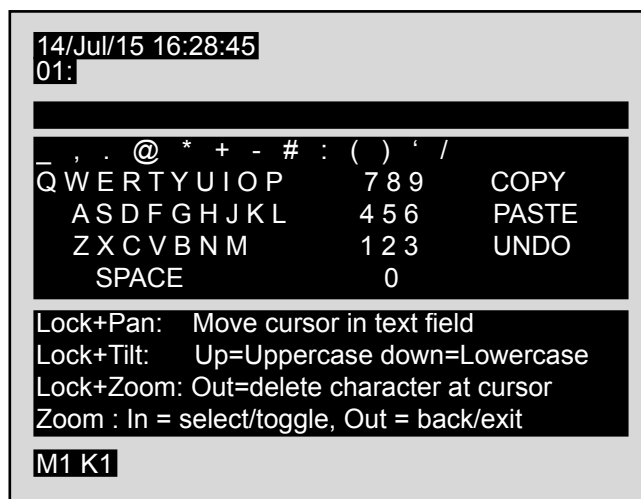 14/Jul/15 16:28:45
01:
_ , . @ * + - # : ( ) ‘ /
Q W E R T Y U I O P 7 8 9 COPY
A S D F G H J K L 4 5 6 PASTE
Z X C V B N M 1 2 3 UNDO
SPACE 0
Lock+Pan: Move cursor in text field
Lock+Tilt: Up=Uppercase down=Lowercase
Lock+Zoom: Out=delete character at cursor
Zoom : In = select/toggle, Out = back/exit
M1 K1